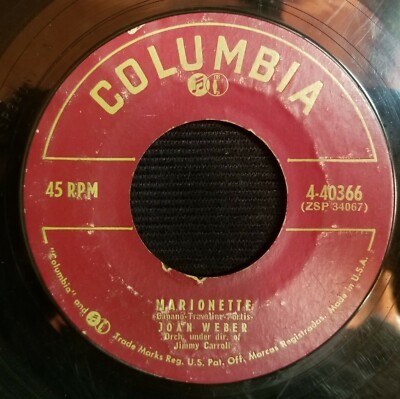 COLUMBIA
45 RPM
4-40366
(ZSP 34067)
MARIONETTE
JOAN WEBER
Orch. under dir. of
Jimmy Carroll
"Columbia" and Trade Marks Reg. U.S. Pat. Off. Marcas Registradas. Made in U.S.A.